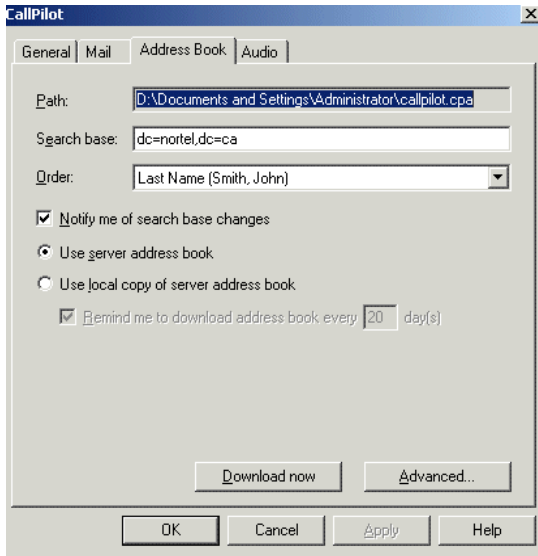 CallPilot
General Mail Address Book Audio
Path: D:\Documents and Settings\Administrator\callpilot.cpa
Search base: dc=nortel,dc=ca
Order: Last Name (Smith, John)
Notify me of search base changes
Use server address book
Use local copy of server address book
Remind me to download address book every 20 day(s)
Download now Advanced...
OK Cancel Apply Help